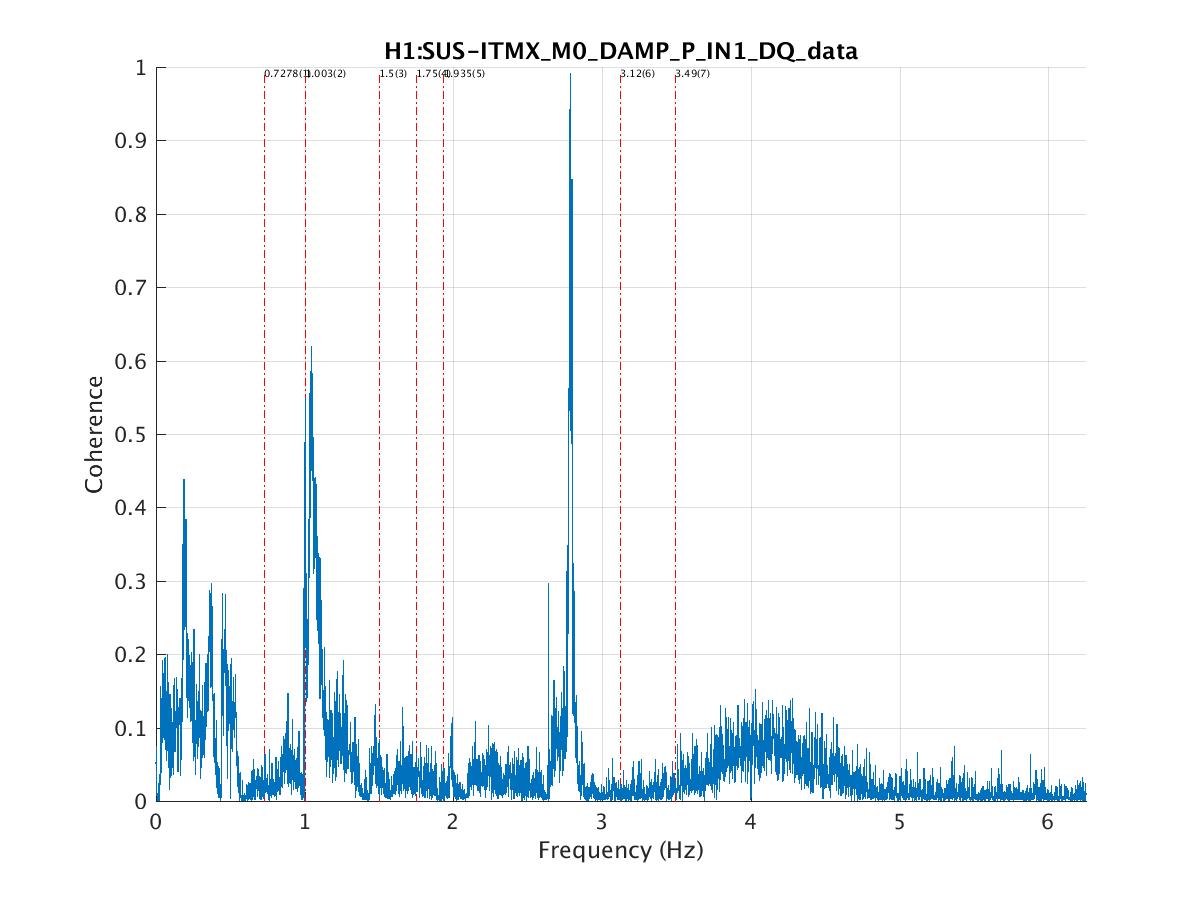 H1:SUS-ITMX_M0_DAMP_P_IN1_DQ_data
0.7278(1) 1.003(2) 1.5(3) 1.75(4) 1.935(5) 3.12(6) 3.49(7)
1
0.9
0.8
0.7
0.6
0.5
0.4
0.3
0.2
0.1
0
Coherence
0 1 2 3 4 5 6
Frequency (Hz)